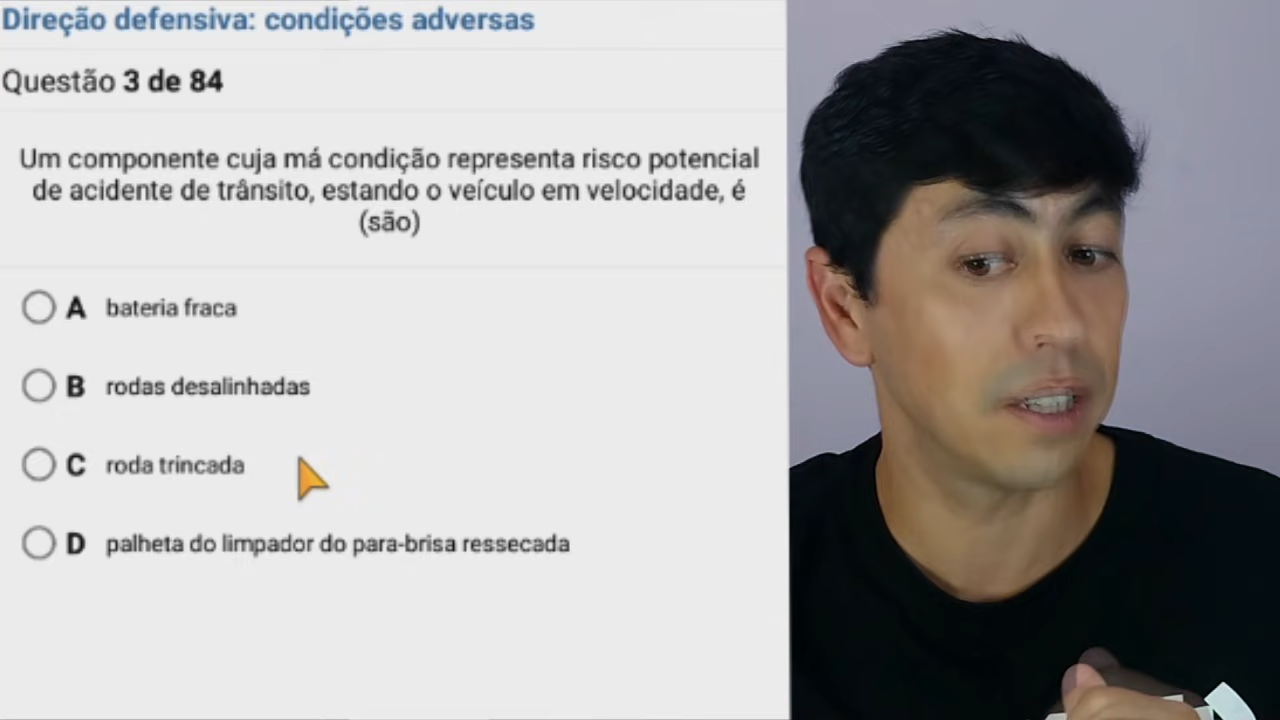 Direção defensiva: condições adversas
Questão 3 de 84
Um componente cuja má condição representa risco potencial
de acidente de trânsito, estando o veículo em velocidade, é
(são)
A bateria fraca
B rodas desalinhadas
C roda trincada
D palheta do limpador do para-brisa ressecada